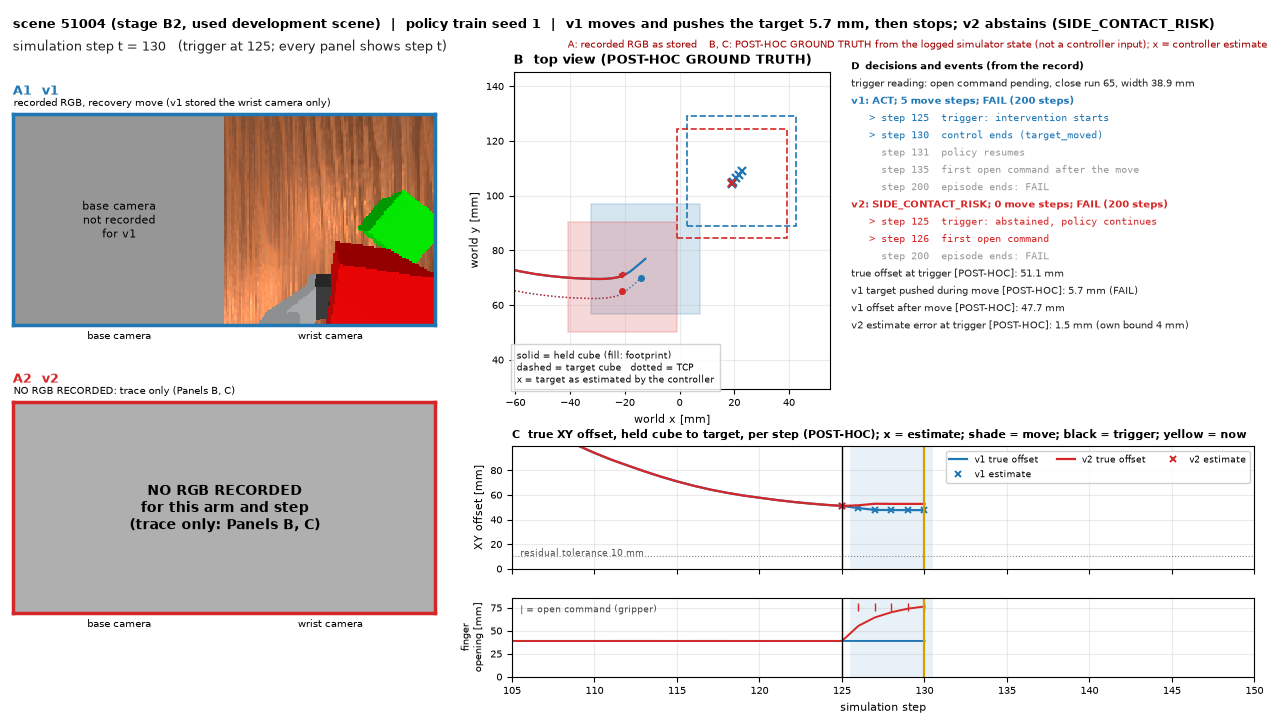 scene 51004 (stage B2, used development scene)  |  policy train seed 1  |  v1 moves and pushes the target 5.7 mm, then stops; v2 abstains (SIDE_CONTACT_RISK)
simulation step t = 130   (trigger at 125; every panel shows step t)
A: recorded RGB as stored    B, C: POST-HOC GROUND TRUTH from the logged simulator state (not a controller input); x = controller estimate
A1  v1
recorded RGB, recovery move (v1 stored the wrist camera only)
base camera
not recorded
for v1
base camera
wrist camera
A2  v2
NO RGB RECORDED: trace only (Panels B, C)
NO RGB RECORDED
for this arm and step
(trace only: Panels B, C)
base camera
wrist camera
B  top view (POST-HOC GROUND TRUTH)
world y [mm]
140
120
100
80
60
40
solid = held cube (fill: footprint)
dashed = target cube   dotted = TCP
x = target as estimated by the controller
−60
−40
−20
0
20
40
world x [mm]
D  decisions and events (from the record)
trigger reading: open command pending, close run 65, width 38.9 mm
v1: ACT; 5 move steps; FAIL (200 steps)
> step 125  trigger: intervention starts
> step 130  control ends (target_moved)
step 131  policy resumes
step 135  first open command after the move
step 200  episode ends: FAIL
v2: SIDE_CONTACT_RISK; 0 move steps; FAIL (200 steps)
> step 125  trigger: abstained, policy continues
> step 126  first open command
step 200  episode ends: FAIL
true offset at trigger [POST-HOC]: 51.1 mm
v1 target pushed during move [POST-HOC]: 5.7 mm (FAIL)
v1 offset after move [POST-HOC]: 47.7 mm
v2 estimate error at trigger [POST-HOC]: 1.5 mm (own bound 4 mm)
C  true XY offset, held cube to target, per step (POST-HOC); x = estimate; shade = move; black = trigger; yellow = now
XY offset [mm]
80
60
40
20
0
v1 true offset
v1 estimate
v2 true offset
v2 estimate
residual tolerance 10 mm
finger
opening [mm]
75
50
25
0
| = open command (gripper)
105
110
115
120
125
130
135
140
145
150
simulation step